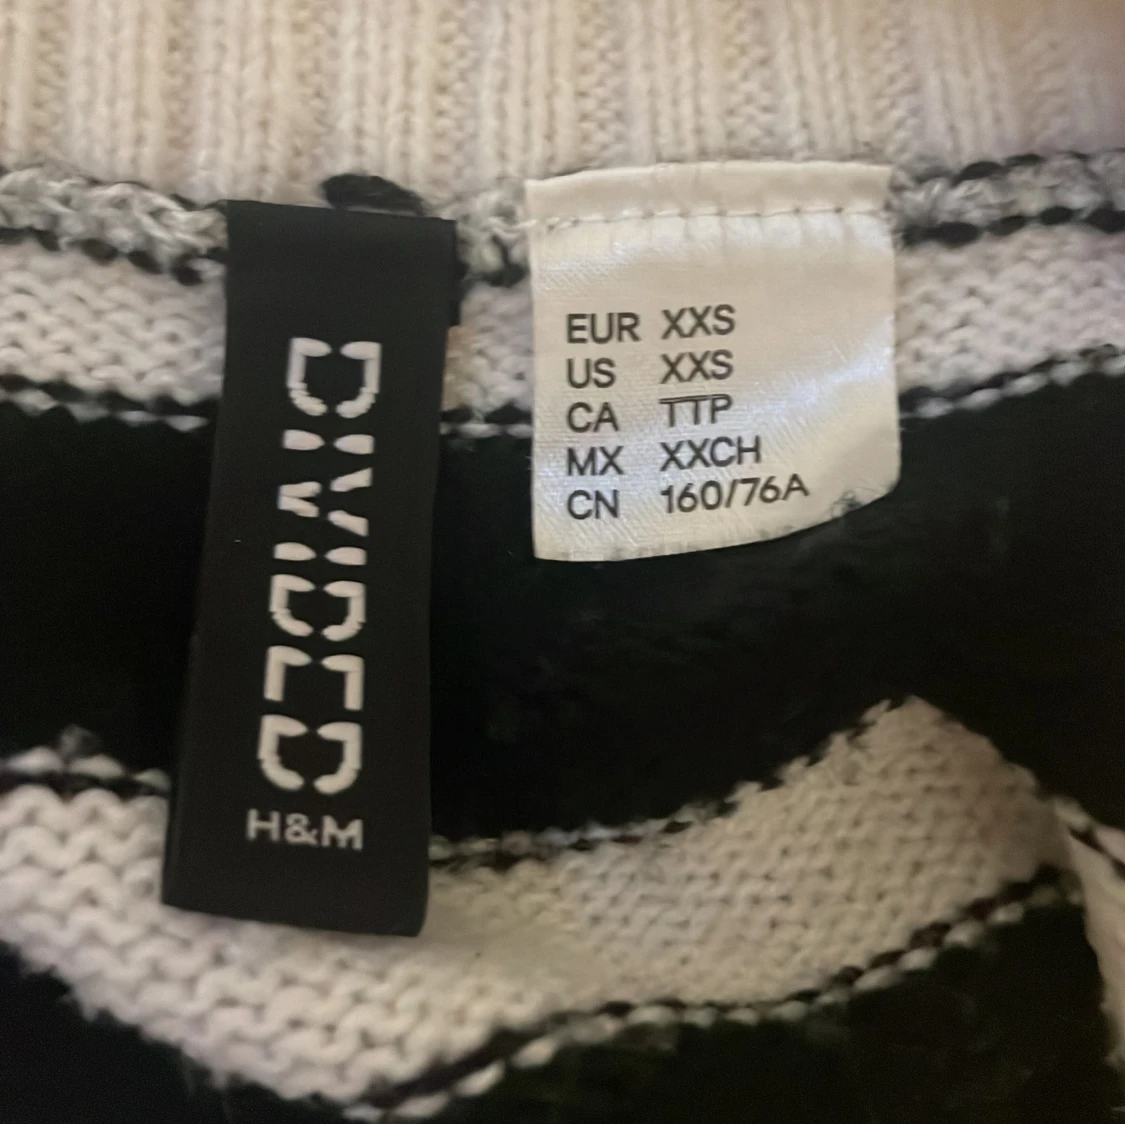 DIVIDED
H&M
EUR XXS
US XXS
CA TTP
MX XXCH
CN 160/76A